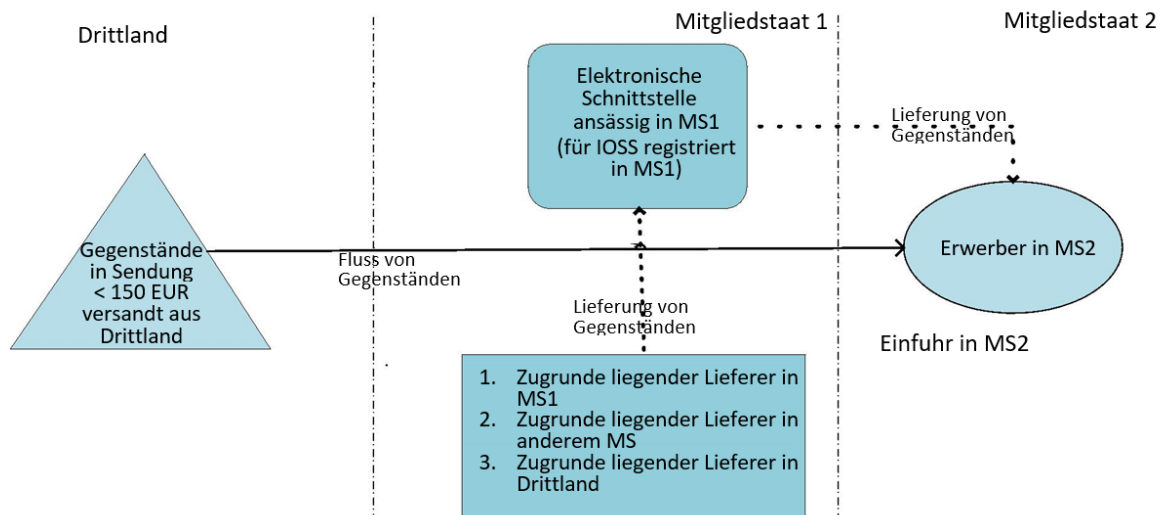 Drittland
Mitgliedstaat 1
Mitgliedstaat 2
Elektronische
Schnittstelle
ansässig in MS1
(für IOSS registriert
in MS1)
Lieferung von
Gegenständen
Gegenstände
in Sendung
< 150 EUR
versandt aus
Drittland
Fluss von
Gegenständen
Erwerber in MS2
Lieferung von
Gegenständen
Einfuhr in MS2
1. Zugrunde liegender Lieferer in
MS1
2. Zugrunde liegender Lieferer in
anderem MS
3. Zugrunde liegender Lieferer in
Drittland